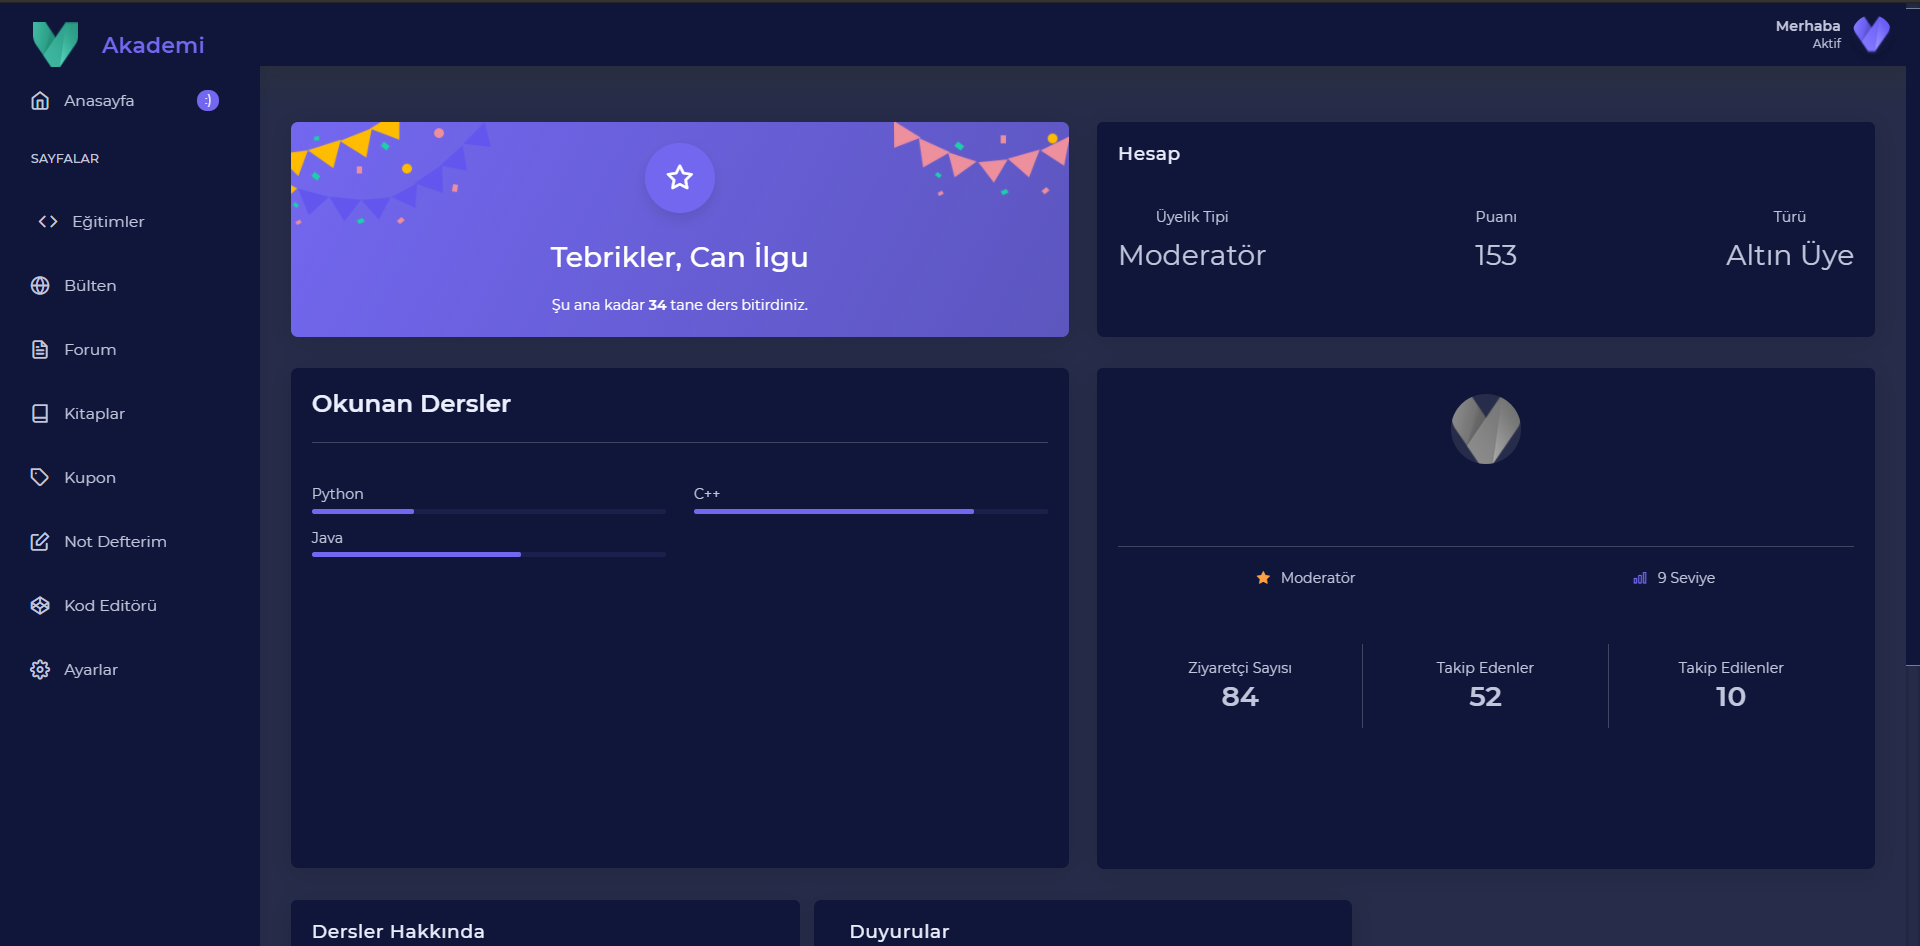 Akademi
Merhaba
Aktif
Anasayfa :)
SAYFALAR
Eğitimler
Bülten
Forum
Kitaplar
Kupon
Not Defterim
Kod Editörü
Ayarlar
Tebrikler, Can İlgu
Şu ana kadar 34 tane ders bitirdiniz.
Hesap
Üyelik Tipi
Moderatör
Puanı
153
Türü
Altın Üye
Okunan Dersler
Python
C++
Java
Moderatör
9 Seviye
Ziyaretçi Sayısı
84
Takip Edenler
52
Takip Edilenler
10
Dersler Hakkında
Duyurular